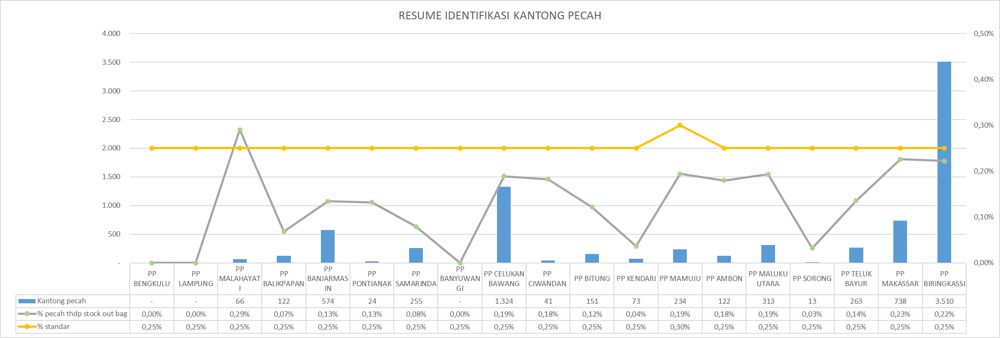 RESUME IDENTIFIKASI KANTONG PECAH
4.000
3.500
3.000
2.500
2.000
1.500
1.000
500
-
0,50%
0,40%
0,30%
0,20%
0,10%
0,00%
PP
BENGKULU
PP
LAMPUNG
PP
MALAHAYAT
I
PP
BALIKPAPAN
PP
BANJARMAS
IN
PP
PONTIANAK
PP
SAMARINDA
PP
BANYUWAN
GI
PP CELUKAN
BAWANG
PP
CIWANDAN
PP BITUNG
PP KENDARI
PP MAMUJU
PP AMBON
PP MALUKU
UTARA
PP SORONG
PP TELUK
BAYUR
PP
MAKASSAR
PP
BIRINGKASSI
Kantong pecah - - 66 122 574 24 255 - 1.324 41 151 73 234 122 313 13 263 738 3.510
% pecah thdp stock out bag 0,00% 0,00% 0,29% 0,07% 0,13% 0,13% 0,08% 0,00% 0,19% 0,18% 0,12% 0,04% 0,19% 0,18% 0,19% 0,03% 0,14% 0,23% 0,22%
% standar 0,25% 0,25% 0,25% 0,25% 0,25% 0,25% 0,25% 0,25% 0,25% 0,25% 0,25% 0,25% 0,30% 0,25% 0,25% 0,25% 0,25% 0,25% 0,25%